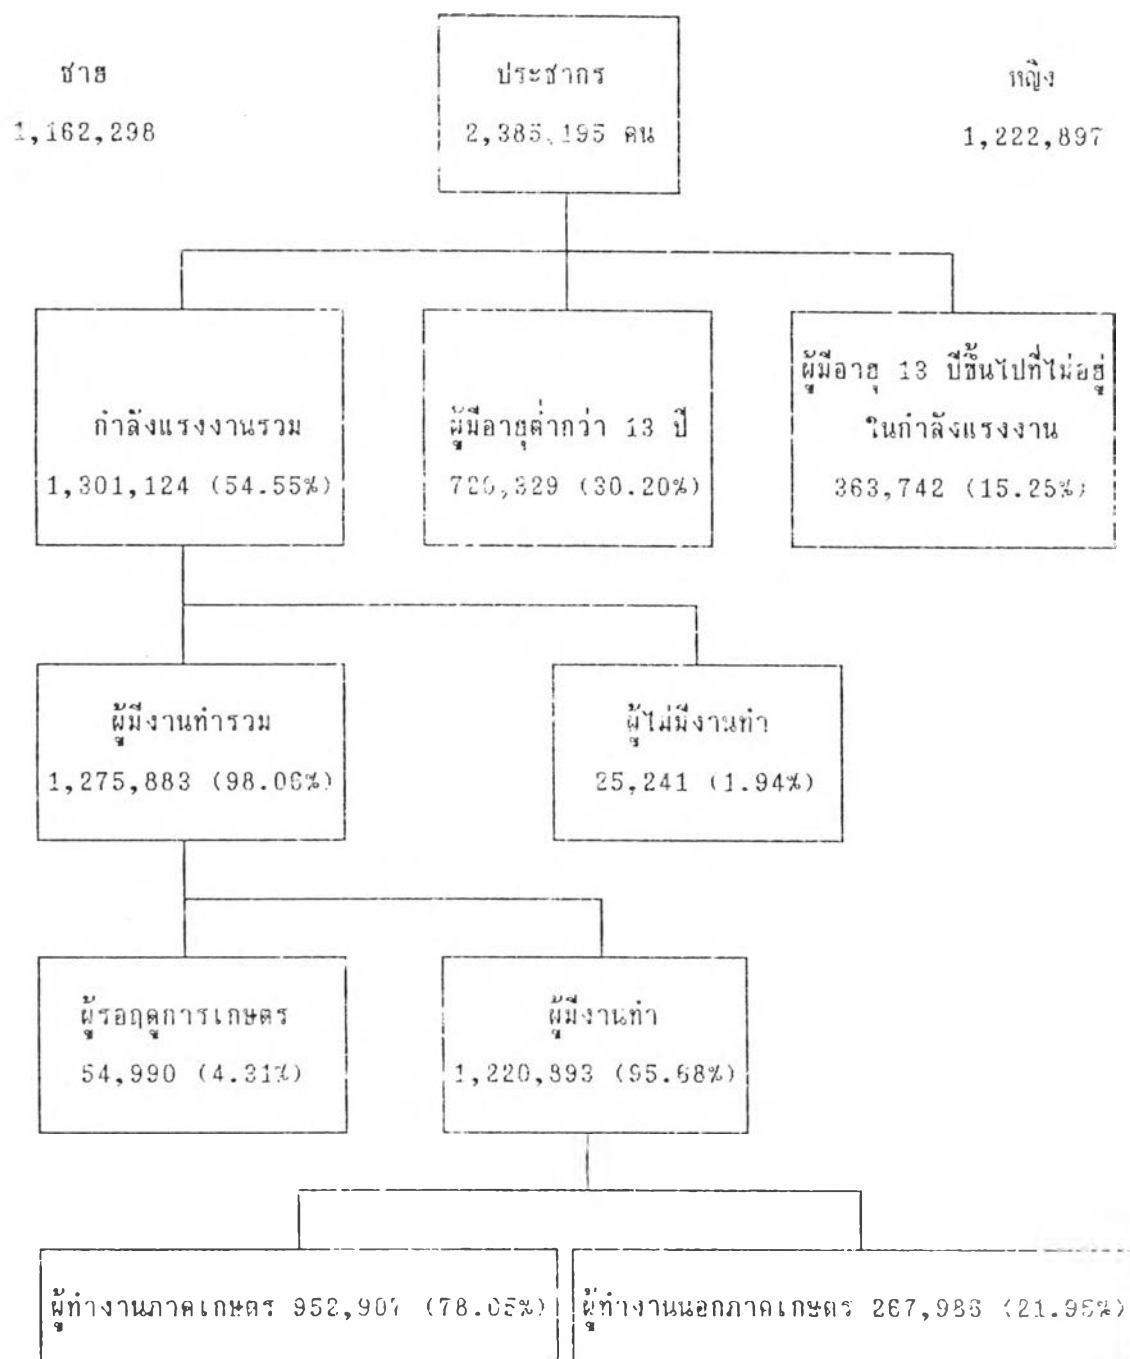 ชาย
1,162,298
ประชากร
2,385,195 คน
หญิง
1,222,897
กำลังแรงงานรวม
1,301,124 (54.55%)
ผู้มีอายุต่ำกว่า 13 ปี
720,329 (30.20%)
ผู้มีอายุ 13 ปีขึ้นไปที่ไม่อยู่
ในกำลังแรงงาน
363,742 (15.25%)
ผู้มีงานทำรวม
1,275,883 (98.06%)
ผู้ไม่มีงานทำ
25,241 (1.94%)
ผู้รอฤดูการเกษตร
54,990 (4.31%)
ผู้มีงานทำ
1,220,893 (95.68%)
ผู้ทำงานภาคเกษตร 952,907 (78.05%)
ผู้ทำงานนอกภาคเกษตร 267,986 (21.95%)